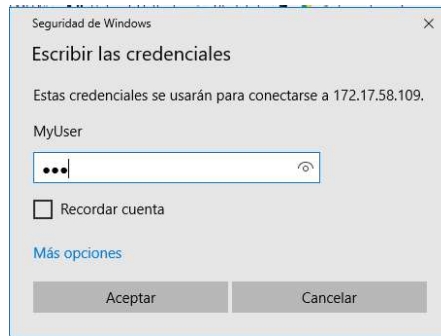 Seguridad de Windows
Escribir las credenciales
Estas credenciales se usarán para conectarse a 172.17.58.109.
MyUser
•••
Recordar cuenta
Más opciones
Aceptar
Cancelar